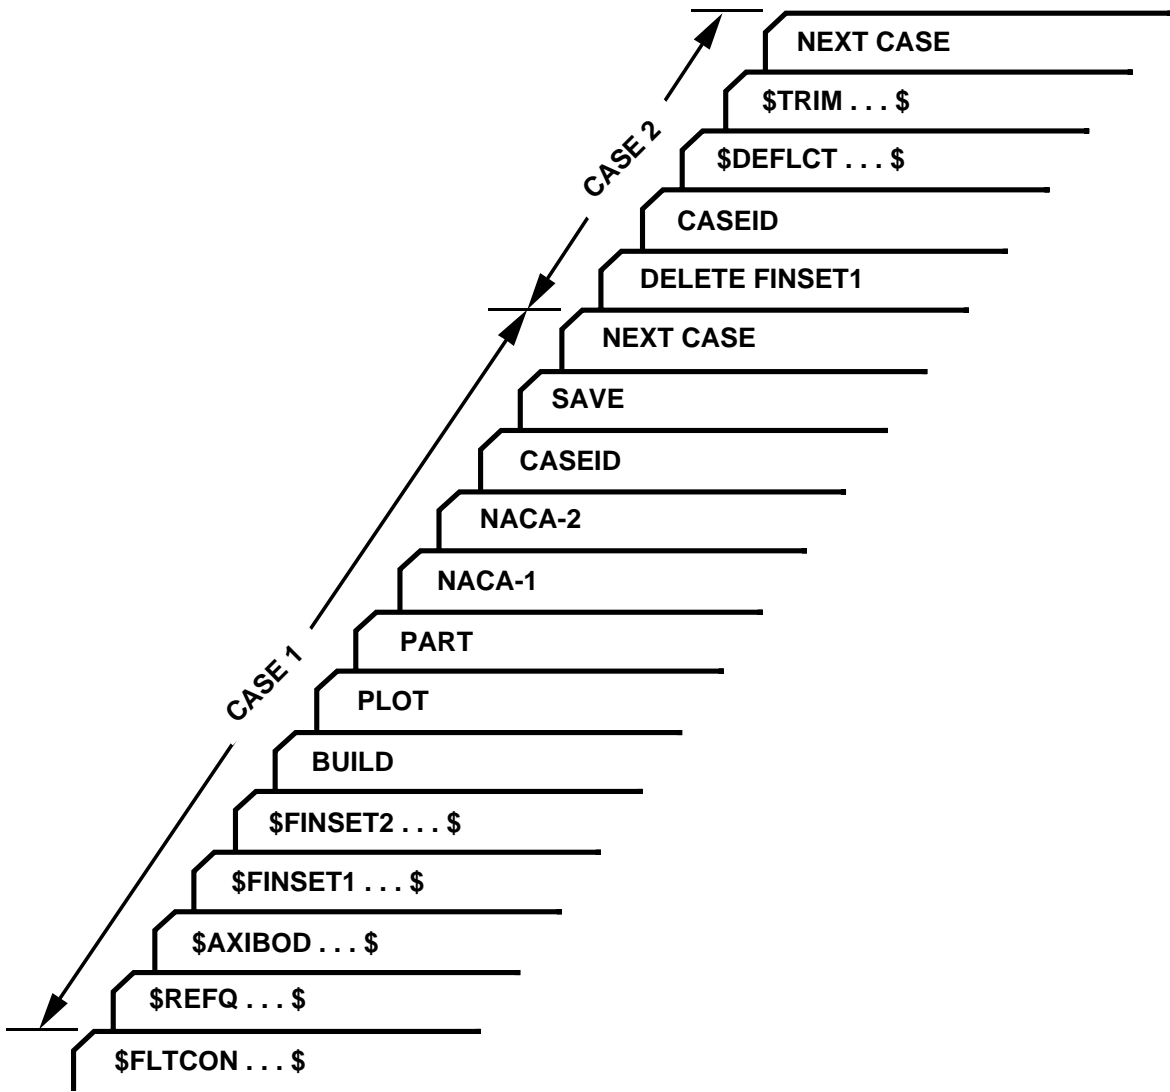 NEXT CASE
$TRIM . . . $
$DEFLCT . . . $
CASE 2
CASEID
DELETE FINSET1
NEXT CASE
SAVE
CASEID
NACA-2
NACA-1
PART
CASE 1
PLOT
BUILD
$FINSET2 . . . $
$FINSET1 . . . $
$AXIBOD . . . $
$REFQ . . . $
$FLTCON . . . $